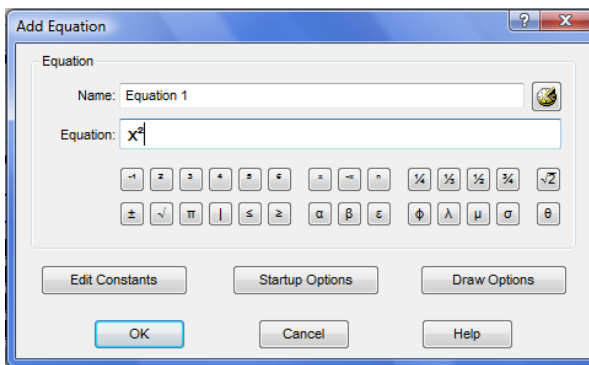 Add Equation
Equation
Name: Equation 1
Equation: x²
⁻¹ ² ³ ⁴ ⁵ ⁶ ˣ ⁻ˣ ⁿ ¼ ⅓ ½ ¾ √2
± √ π | ≤ ≥ α β ε ϕ λ μ σ θ
Edit Constants Startup Options Draw Options
OK Cancel Help